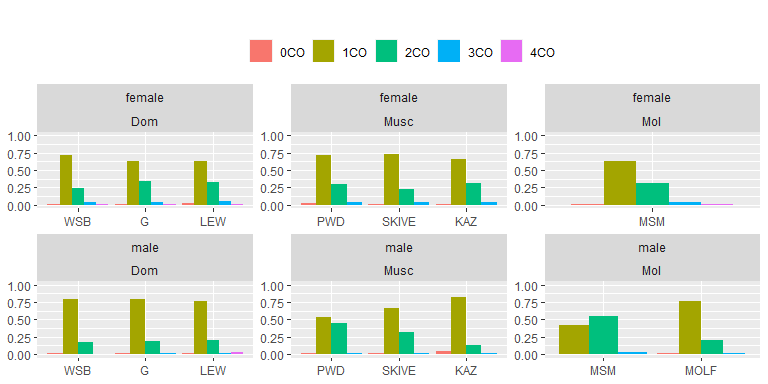 0CO 1CO 2CO 3CO 4CO
female female female
Dom Musc Mol
1.00 1.00 1.00
0.75 0.75 0.75
0.50 0.50 0.50
0.25 0.25 0.25
0.00 0.00 0.00
WSB G LEW PWD SKIVE KAZ MSM
male male male
Dom Musc Mol
1.00 1.00 1.00
0.75 0.75 0.75
0.50 0.50 0.50
0.25 0.25 0.25
0.00 0.00 0.00
WSB G LEW PWD SKIVE KAZ MSM MOLF